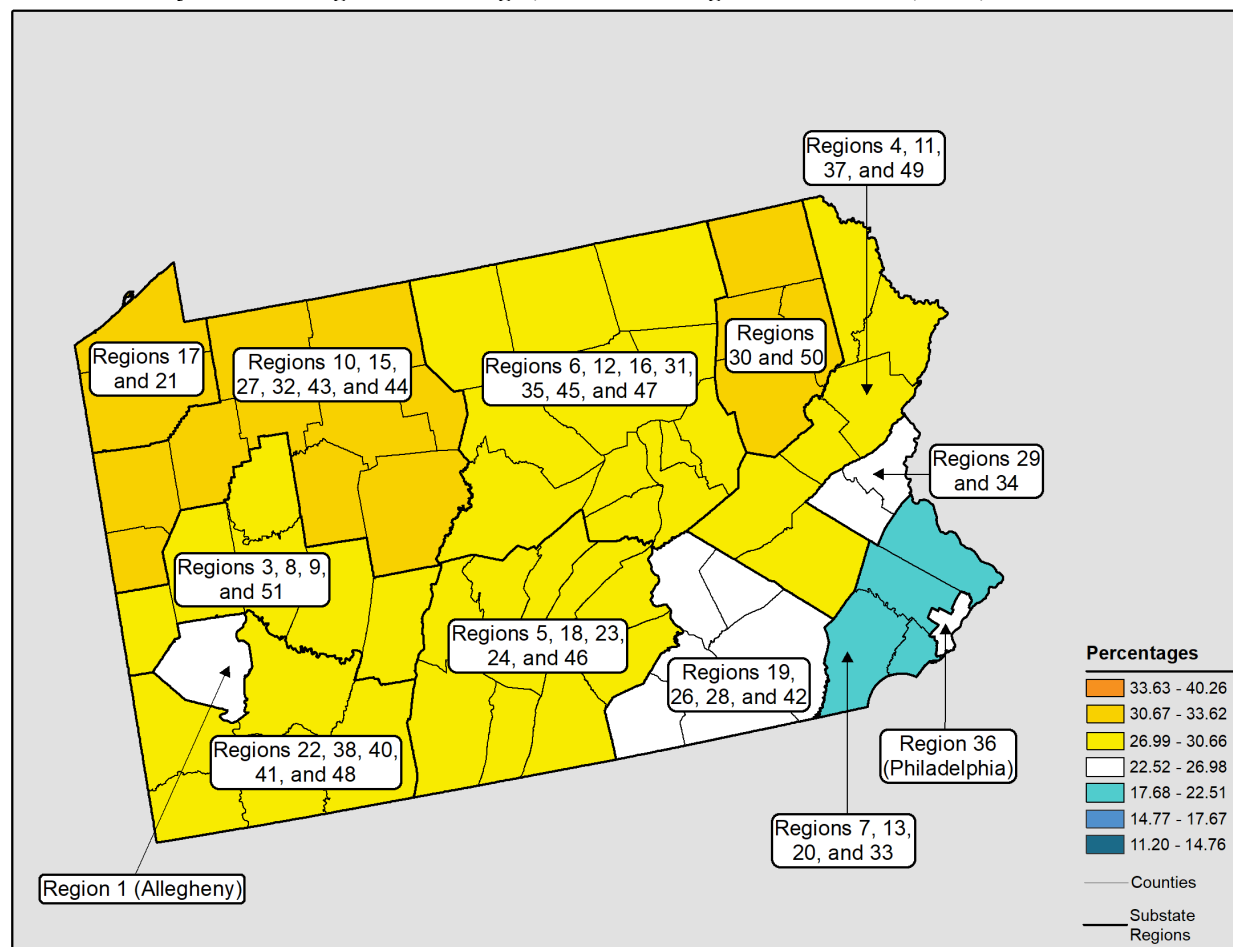 Regions 4, 11,
37, and 49
Regions 17
and 21
Regions 10, 15,
27, 32, 43, and 44
Regions 6, 12, 16, 31,
35, 45, and 47
Regions
30 and 50
Regions 29
and 34
Regions 3, 8, 9,
and 51
Regions 5, 18, 23,
24, and 46
Regions 19,
26, 28, and 42
Regions 22, 38, 40,
41, and 48
Region 36
(Philadelphia)
Regions 7, 13,
20, and 33
Region 1 (Allegheny)
Percentages
33.63 - 40.26
30.67 - 33.62
26.99 - 30.66
22.52 - 26.98
17.68 - 22.51
14.77 - 17.67
11.20 - 14.76
Counties
Substate
Regions